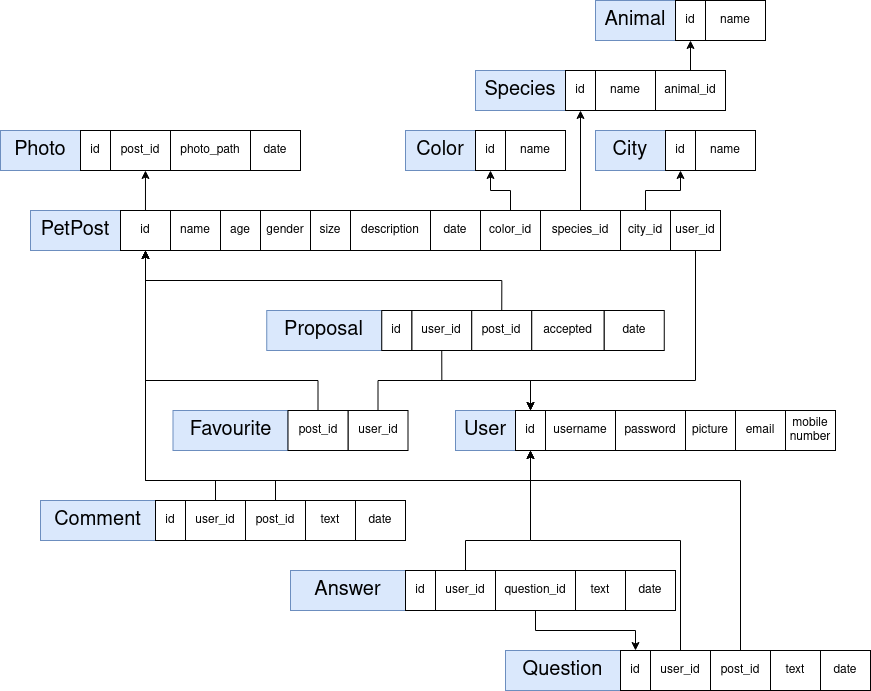 Animal id name
Species id name animal_id
Photo id post_id photo_path date
Color id name
City id name
PetPost id name age gender size description date color_id species_id city_id user_id
Proposal id user_id post_id accepted date
Favourite post_id user_id
User id username password picture email mobile number
Comment id user_id post_id text date
Answer id user_id question_id text date
Question id user_id post_id text date